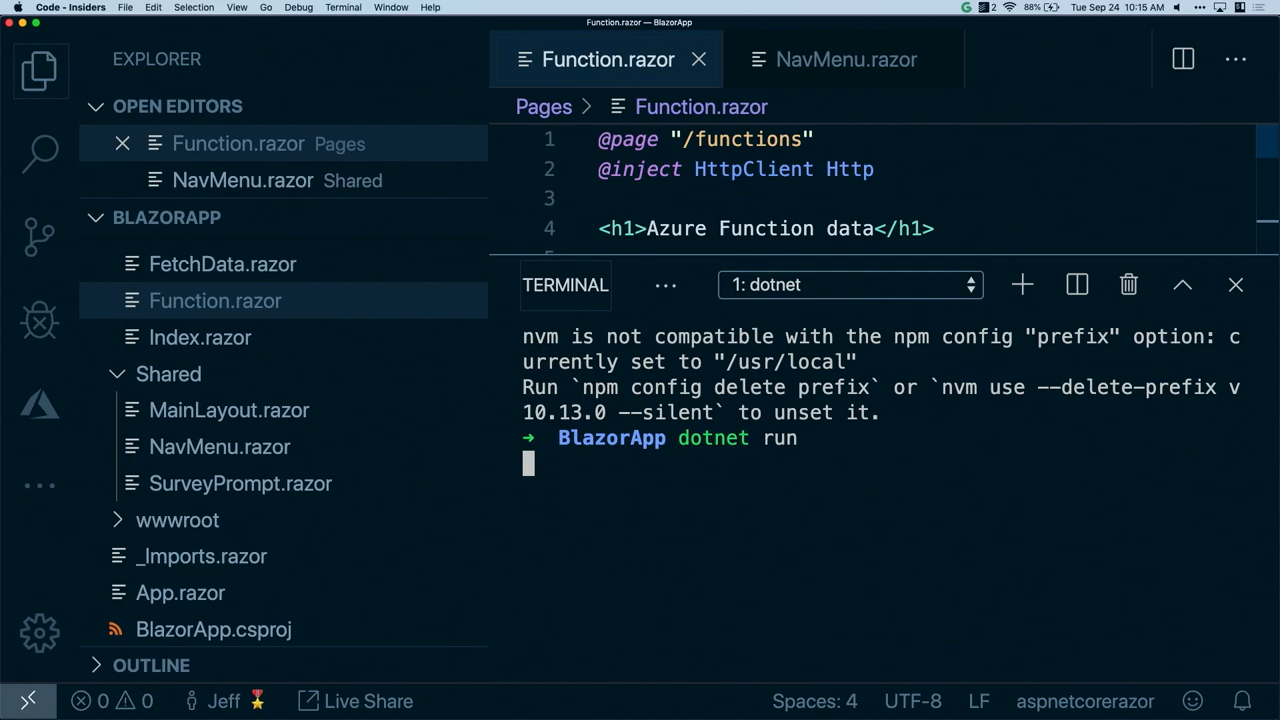 Code - Insiders File Edit Selection View Go Debug Terminal Window Help
2 88% Tue Sep 24 10:15 AM
Function.razor — BlazorApp
EXPLORER
OPEN EDITORS
Function.razor Pages
NavMenu.razor Shared
BLAZORAPP
FetchData.razor
Function.razor
Index.razor
Shared
MainLayout.razor
NavMenu.razor
SurveyPrompt.razor
wwwroot
_Imports.razor
App.razor
BlazorApp.csproj
OUTLINE
Function.razor NavMenu.razor
Pages Function.razor
1 @page "/functions"
2 @inject HttpClient Http
3
4 <h1>Azure Function data</h1>
TERMINAL ... 1: dotnet
nvm is not compatible with the npm config "prefix" option: c
urrently set to "/usr/local"
Run `npm config delete prefix` or `nvm use --delete-prefix v
10.13.0 --silent` to unset it.
➜ BlazorApp dotnet run
0 0 Jeff Live Share Spaces: 4 UTF-8 LF aspnetcorerazor